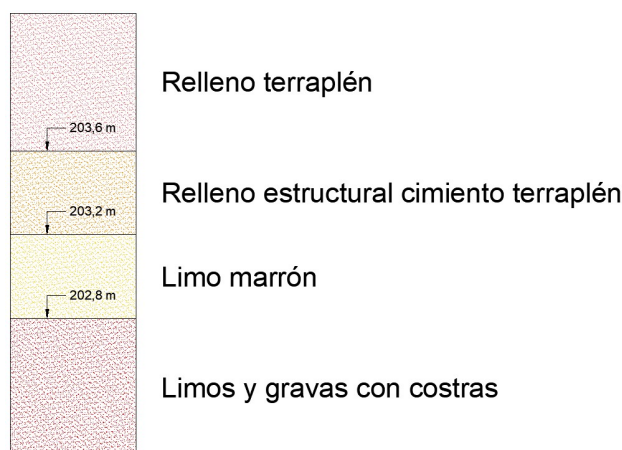 Relleno terraplén
203,6 m
Relleno estructural cimiento terraplén
203,2 m
Limo marrón
202,8 m
Limos y gravas con costras